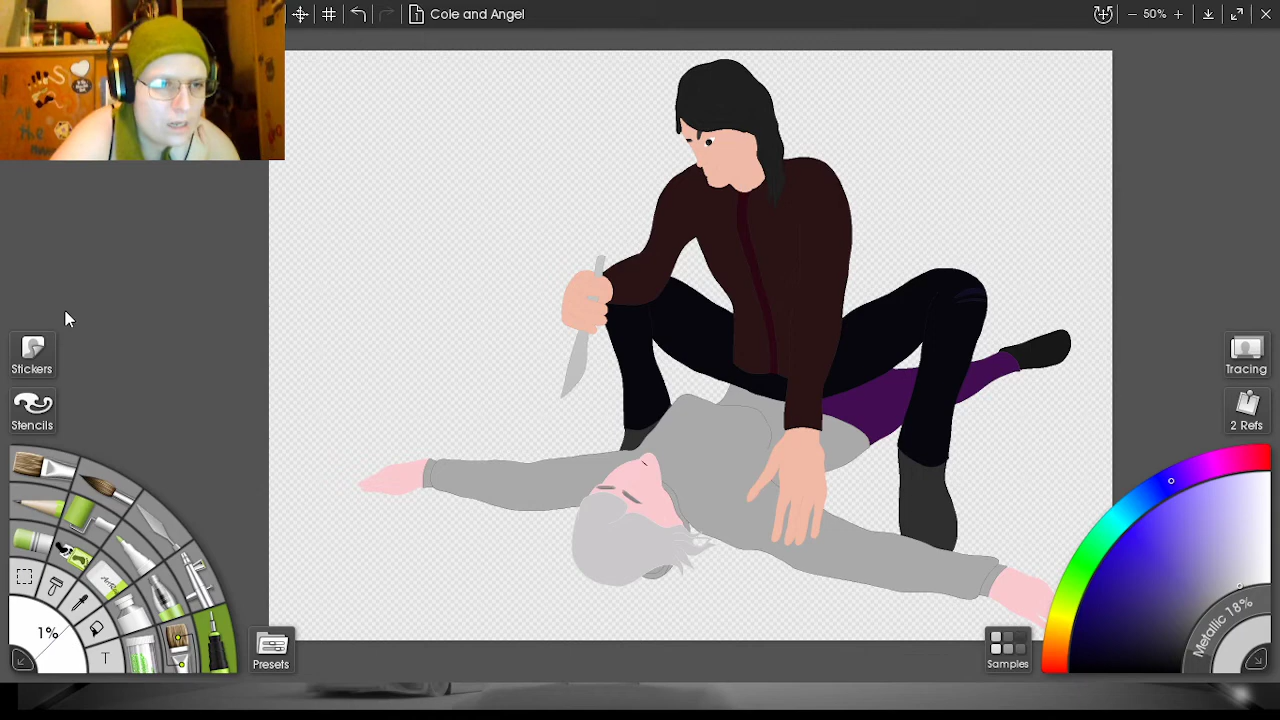 Cole and Angel
50%
Stickers
Stencils
Tracing
2 Refs
Metallic 18%
1%
T
Presets
Samples